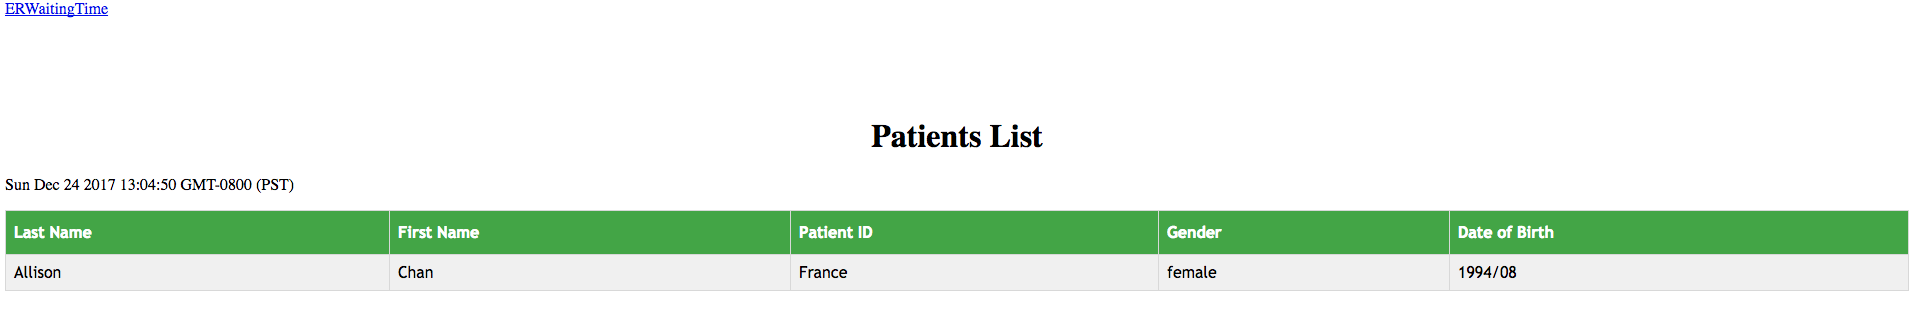 ERWaitingTime
Patients List
Sun Dec 24 2017 13:04:50 GMT-0800 (PST)
Last Name First Name Patient ID Gender Date of Birth
Allison Chan France female 1994/08